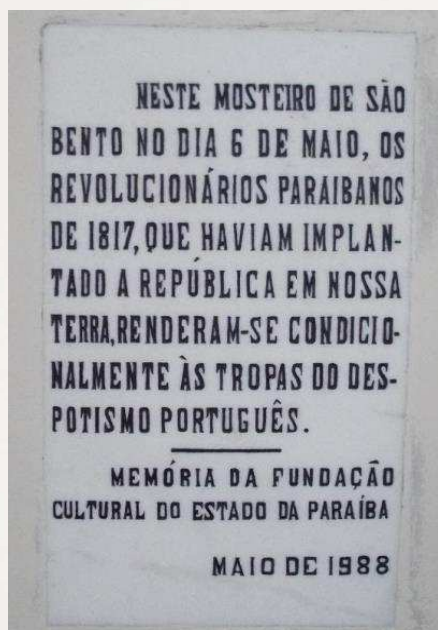 NESTE MOSTEIRO DE SÃO
BENTO NO DIA 6 DE MAIO, OS
REVOLUCIONÁRIOS PARAIBANOS
DE 1817, QUE HAVIAM IMPLAN-
TADO A REPÚBLICA EM NOSSA
TERRA, RENDERAM-SE CONDICIO-
NALMENTE ÀS TROPAS DO DES-
POTISMO PORTUGUÊS.
MEMÓRIA DA FUNDAÇÃO
CULTURAL DO ESTADO DA PARAÍBA
MAIO DE 1988